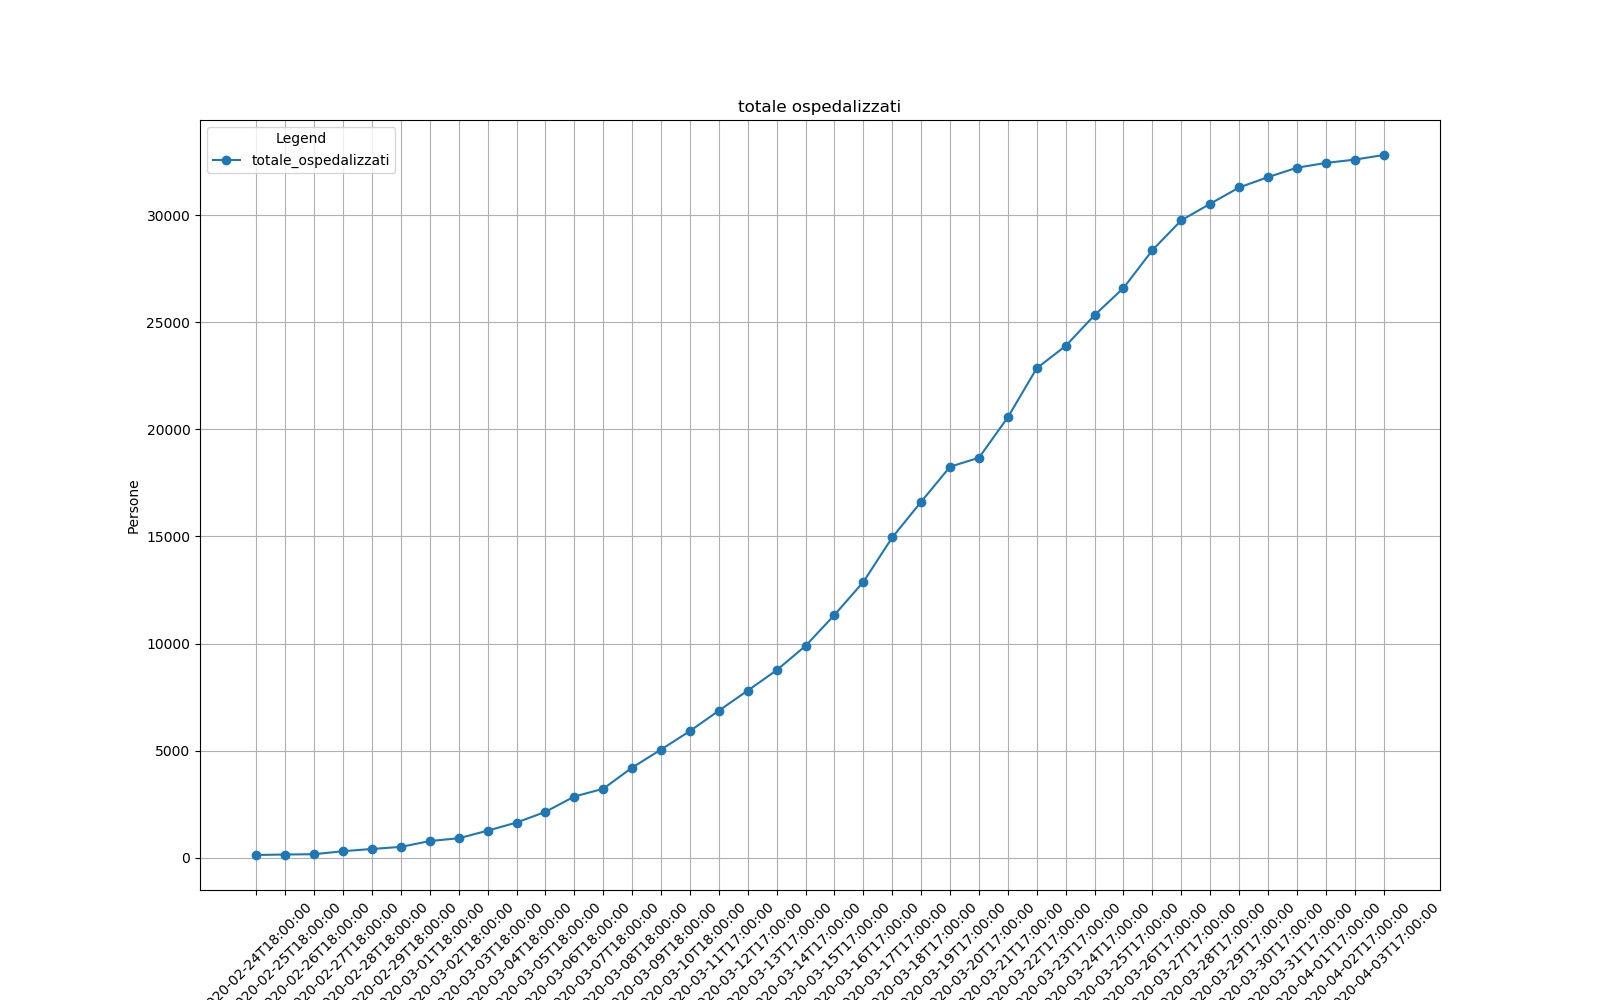 totale ospedalizzati
Legend
totale_ospedalizzati
30000
25000
20000
15000
10000
5000
0
Persone
020-02-24T18:00:00
020-02-25T18:00:00
020-02-26T18:00:00
020-02-27T18:00:00
020-02-28T18:00:00
020-02-29T18:00:00
020-03-01T18:00:00
020-03-02T18:00:00
020-03-03T18:00:00
020-03-04T18:00:00
020-03-05T18:00:00
020-03-06T18:00:00
020-03-07T18:00:00
020-03-08T18:00:00
020-03-09T18:00:00
020-03-10T18:00:00
020-03-11T17:00:00
020-03-12T17:00:00
020-03-13T17:00:00
020-03-14T17:00:00
020-03-15T17:00:00
020-03-16T17:00:00
020-03-17T17:00:00
020-03-18T17:00:00
020-03-19T17:00:00
020-03-20T17:00:00
020-03-21T17:00:00
020-03-22T17:00:00
020-03-23T17:00:00
020-03-24T17:00:00
020-03-25T17:00:00
020-03-26T17:00:00
020-03-27T17:00:00
020-03-28T17:00:00
020-03-29T17:00:00
020-03-30T17:00:00
020-03-31T17:00:00
020-04-01T17:00:00
020-04-02T17:00:00
020-04-03T17:00:00